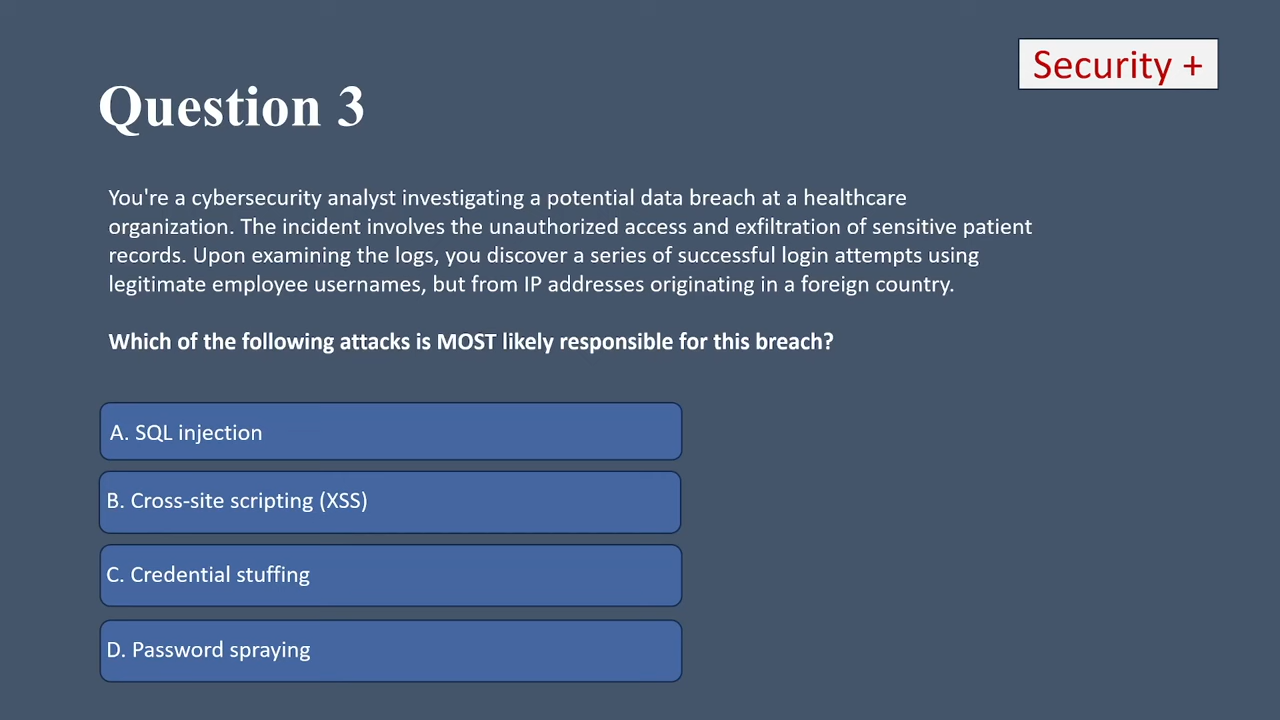 Security +
Question 3
You're a cybersecurity analyst investigating a potential data breach at a healthcare
organization. The incident involves the unauthorized access and exfiltration of sensitive patient
records. Upon examining the logs, you discover a series of successful login attempts using
legitimate employee usernames, but from IP addresses originating in a foreign country.
Which of the following attacks is MOST likely responsible for this breach?
A. SQL injection
B. Cross-site scripting (XSS)
C. Credential stuffing
D. Password spraying